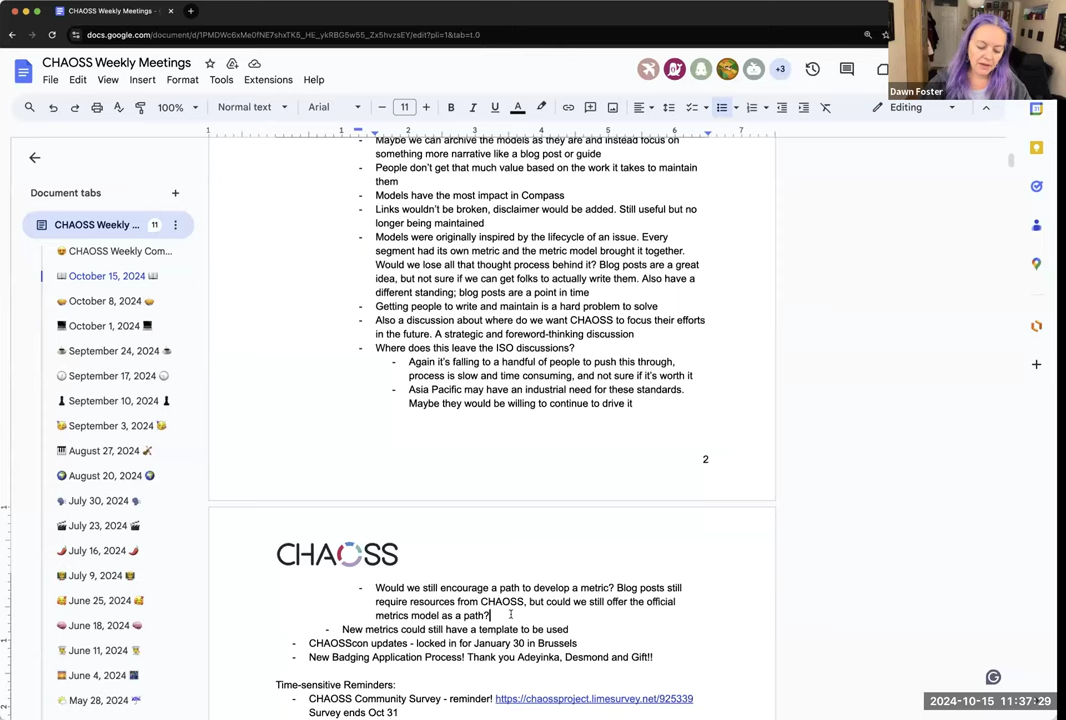 CHAOSS Weekly Meetings -
docs.google.com/document/d/1PMDWc6xMe0fNE7shxTK5_HE_ykRBG5w55_Zx5hvzsEY/edit?pli=1&tab=t.0
CHAOSS Weekly Meetings
File Edit View Insert Format Tools Extensions Help
+3
Dawn Foster
100% Normal text Arial 11 Editing
1 1 2 3 4 5 6 7
Document tabs
CHAOSS Weekly ... 11
CHAOSS Weekly Com...
October 15, 2024
October 8, 2024
October 1, 2024
September 24, 2024
September 17, 2024
September 10, 2024
September 3, 2024
August 27, 2024
August 20, 2024
July 30, 2024
July 23, 2024
July 16, 2024
July 9, 2024
June 25, 2024
June 18, 2024
June 11, 2024
June 4, 2024
May 28, 2024
- Maybe we can archive the models as they are and instead focus on
something more narrative like a blog post or guide
- People don't get that much value based on the work it takes to maintain
them
- Models have the most impact in Compass
- Links wouldn't be broken, disclaimer would be added. Still useful but no
longer being maintained
- Models were originally inspired by the lifecycle of an issue. Every
segment had its own metric and the metric model brought it together.
Would we lose all that thought process behind it? Blog posts are a great
idea, but not sure if we can get folks to actually write them. Also have a
different standing; blog posts are a point in time
- Getting people to write and maintain is a hard problem to solve
- Also a discussion about where do we want CHAOSS to focus their efforts
in the future. A strategic and foreword-thinking discussion
- Where does this leave the ISO discussions?
- Again it's falling to a handful of people to push this through,
process is slow and time consuming, and not sure if it's worth it
- Asia Pacific may have an industrial need for these standards.
Maybe they would be willing to continue to drive it
2
CHAOSS
- Would we still encourage a path to develop a metric? Blog posts still
require resources from CHAOSS, but could we still offer the official
metrics model as a path?
- New metrics could still have a template to be used
- CHAOSScon updates - locked in for January 30 in Brussels
- New Badging Application Process! Thank you Adeyinka, Desmond and Gift!!
Time-sensitive Reminders:
- CHAOSS Community Survey - reminder! https://chaossproject.limesurvey.net/925339
Survey ends Oct 31
2024-10-15 11:37:29